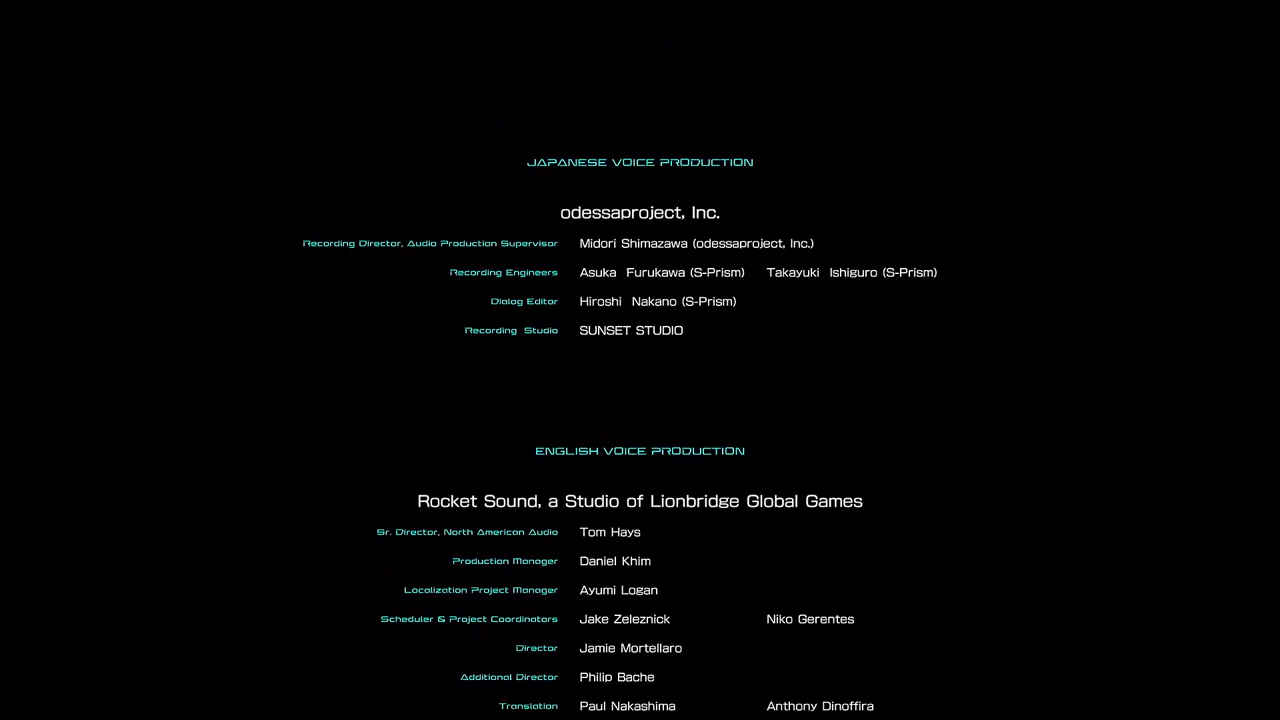 JAPANESE VOICE PRODUCTION
odessaproject, Inc.
Recording Director, Audio Production Supervisor Midori Shimazawa (odessaproject, Inc.)
Recording Engineers Asuka Furukawa (S-Prism) Takayuki Ishiguro (S-Prism)
Dialog Editor Hiroshi Nakano (S-Prism)
Recording Studio SUNSET STUDIO
ENGLISH VOICE PRODUCTION
Rocket Sound, a Studio of Lionbridge Global Games
Sr. Director, North American Audio Tom Hays
Production Manager Daniel Khim
Localization Project Manager Ayumi Logan
Scheduler & Project Coordinators Jake Zeleznick Niko Gerentes
Director Jamie Mortellaro
Additional Director Philip Bache
Translation Paul Nakashima Anthony Dinoffira